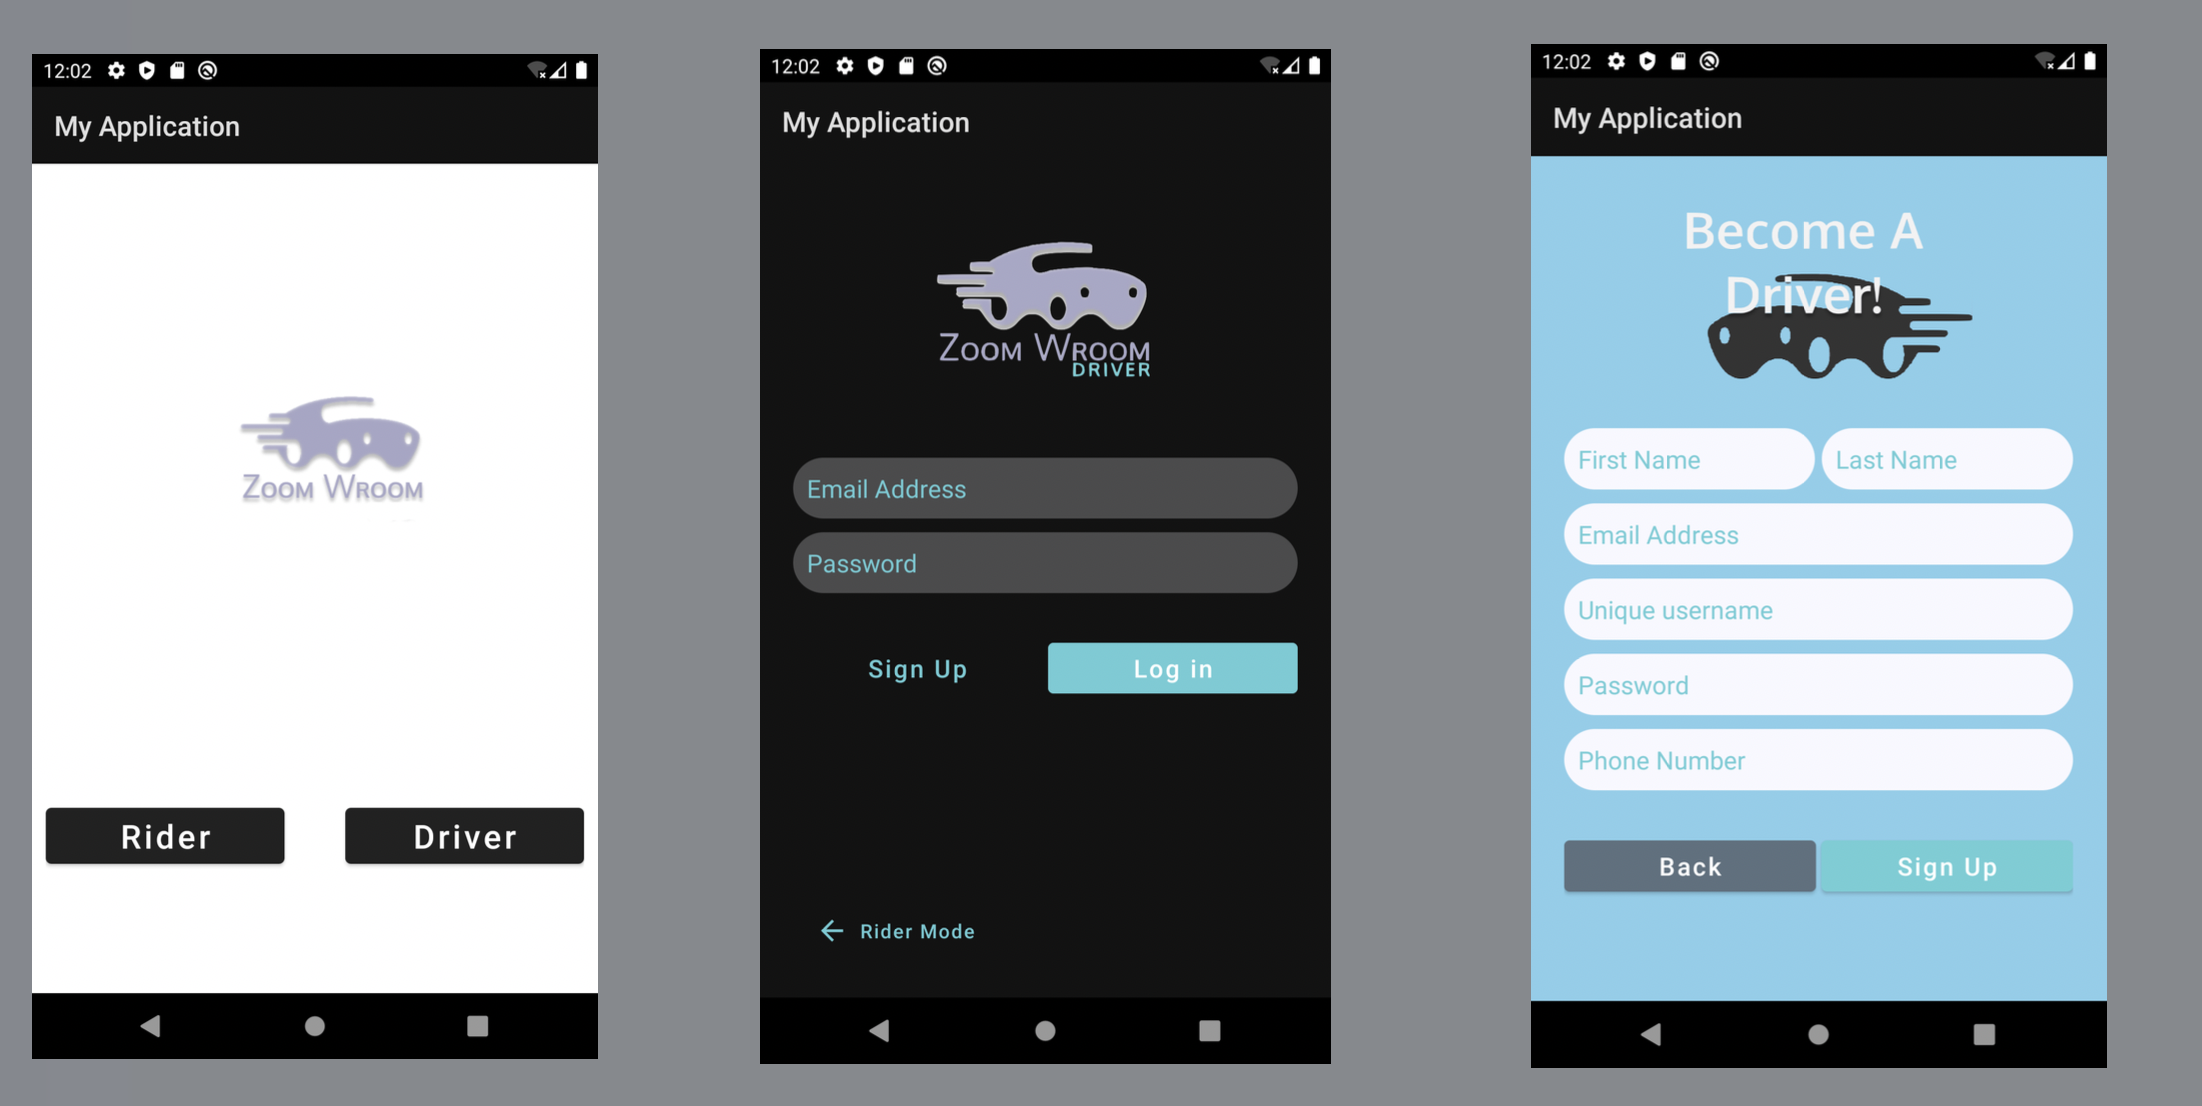 12:02
My Application
Zoom Wroom
Rider
Driver
12:02
My Application
Zoom Wroom
DRIVER
Email Address
Password
Sign Up
Log in
Rider Mode
12:02
My Application
Become A
Driver!
First Name
Last Name
Email Address
Unique username
Password
Phone Number
Back
Sign Up